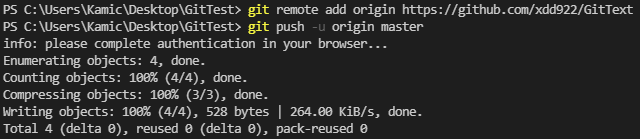 PS C:\Users\Kamic\Desktop\GitTest> git remote add origin https://github.com/xdd922/GitText
PS C:\Users\Kamic\Desktop\GitTest> git push -u origin master
info: please complete authentication in your browser...
Enumerating objects: 4, done.
Counting objects: 100% (4/4), done.
Compressing objects: 100% (3/3), done.
Writing objects: 100% (4/4), 528 bytes | 264.00 KiB/s, done.
Total 4 (delta 0), reused 0 (delta 0), pack-reused 0